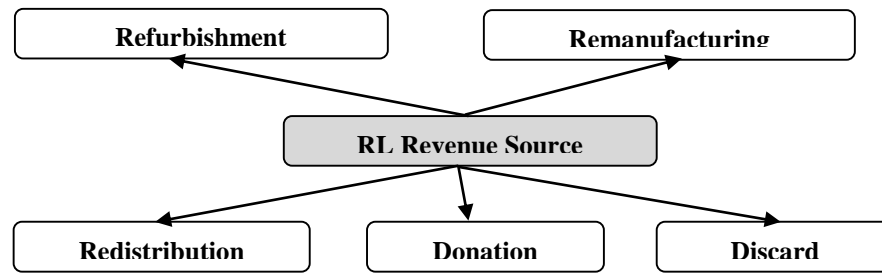 Refurbishment
Remanufacturing
RL Revenue Source
Redistribution
Donation
Discard